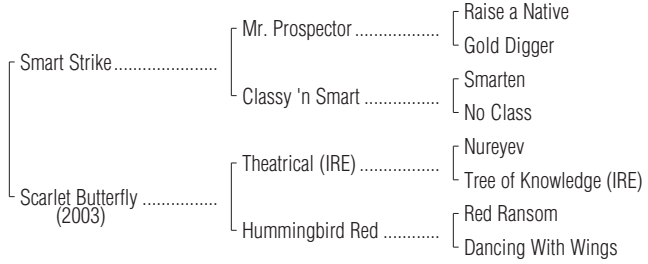 Raise a Native
Mr. Prospector ..................
Gold Digger
Smart Strike......................
Smarten
Classy 'n Smart ................
No Class
Nureyev
Theatrical (IRE) .................
Tree of Knowledge (IRE)
Scarlet Butterfly ................
(2003)
Red Ransom
Hummingbird Red ............
Dancing With Wings